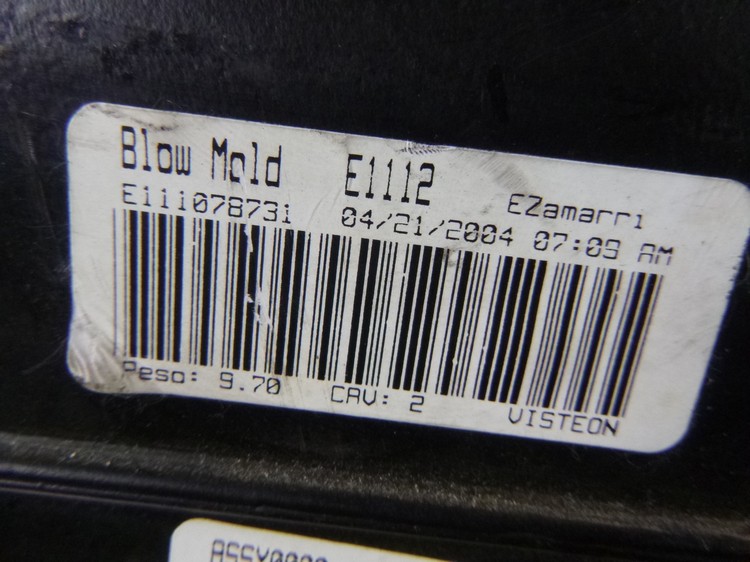 Blow Mold E1112 EZamarri
E111078731 04/21/2004 07:09 AM
Peso: 9.70 CAV: 2 VISTEON